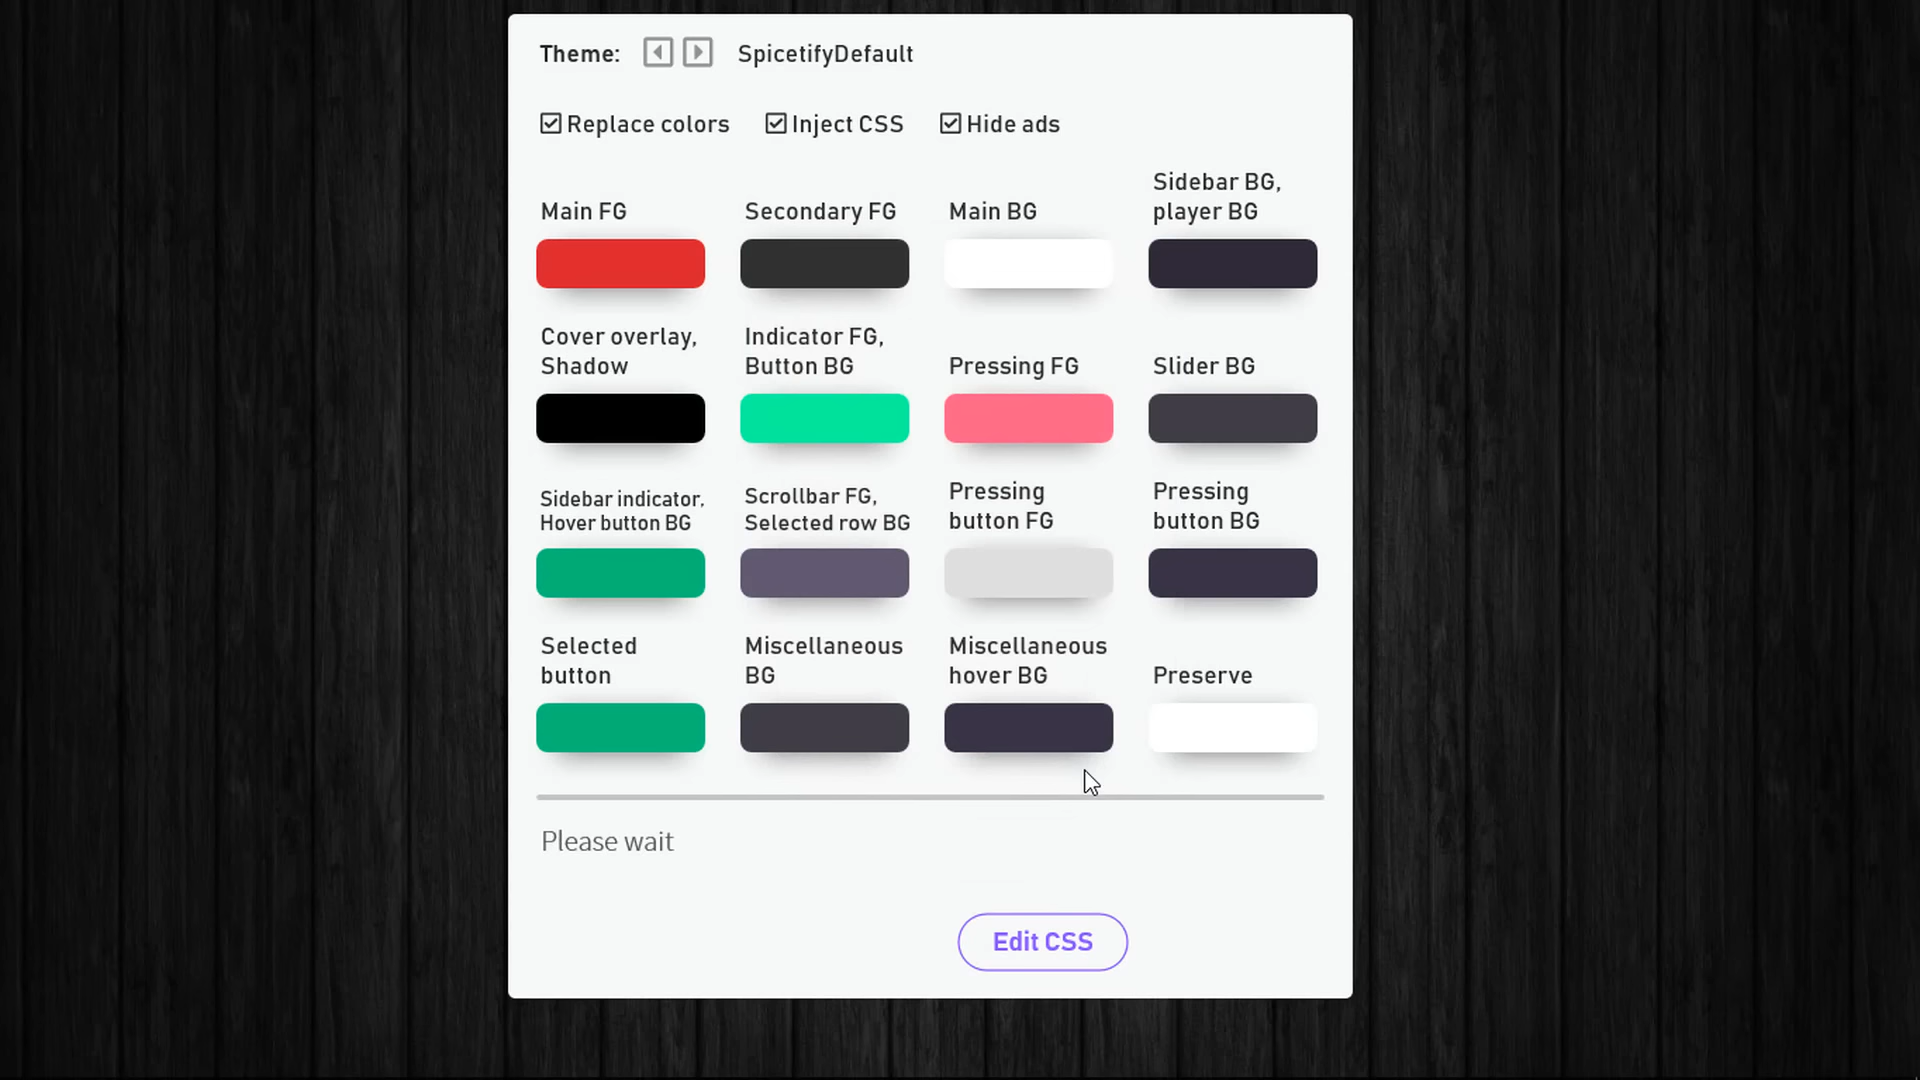 Theme: SpicetifyDefault
Replace colors Inject CSS Hide ads
Main FG
Secondary FG
Main BG
Sidebar BG,
player BG
Cover overlay,
Shadow
Indicator FG,
Button BG
Pressing FG
Slider BG
Sidebar indicator,
Hover button BG
Scrollbar FG,
Selected row BG
Pressing
button FG
Pressing
button BG
Selected
button
Miscellaneous
BG
Miscellaneous
hover BG
Preserve
Please wait
Edit CSS